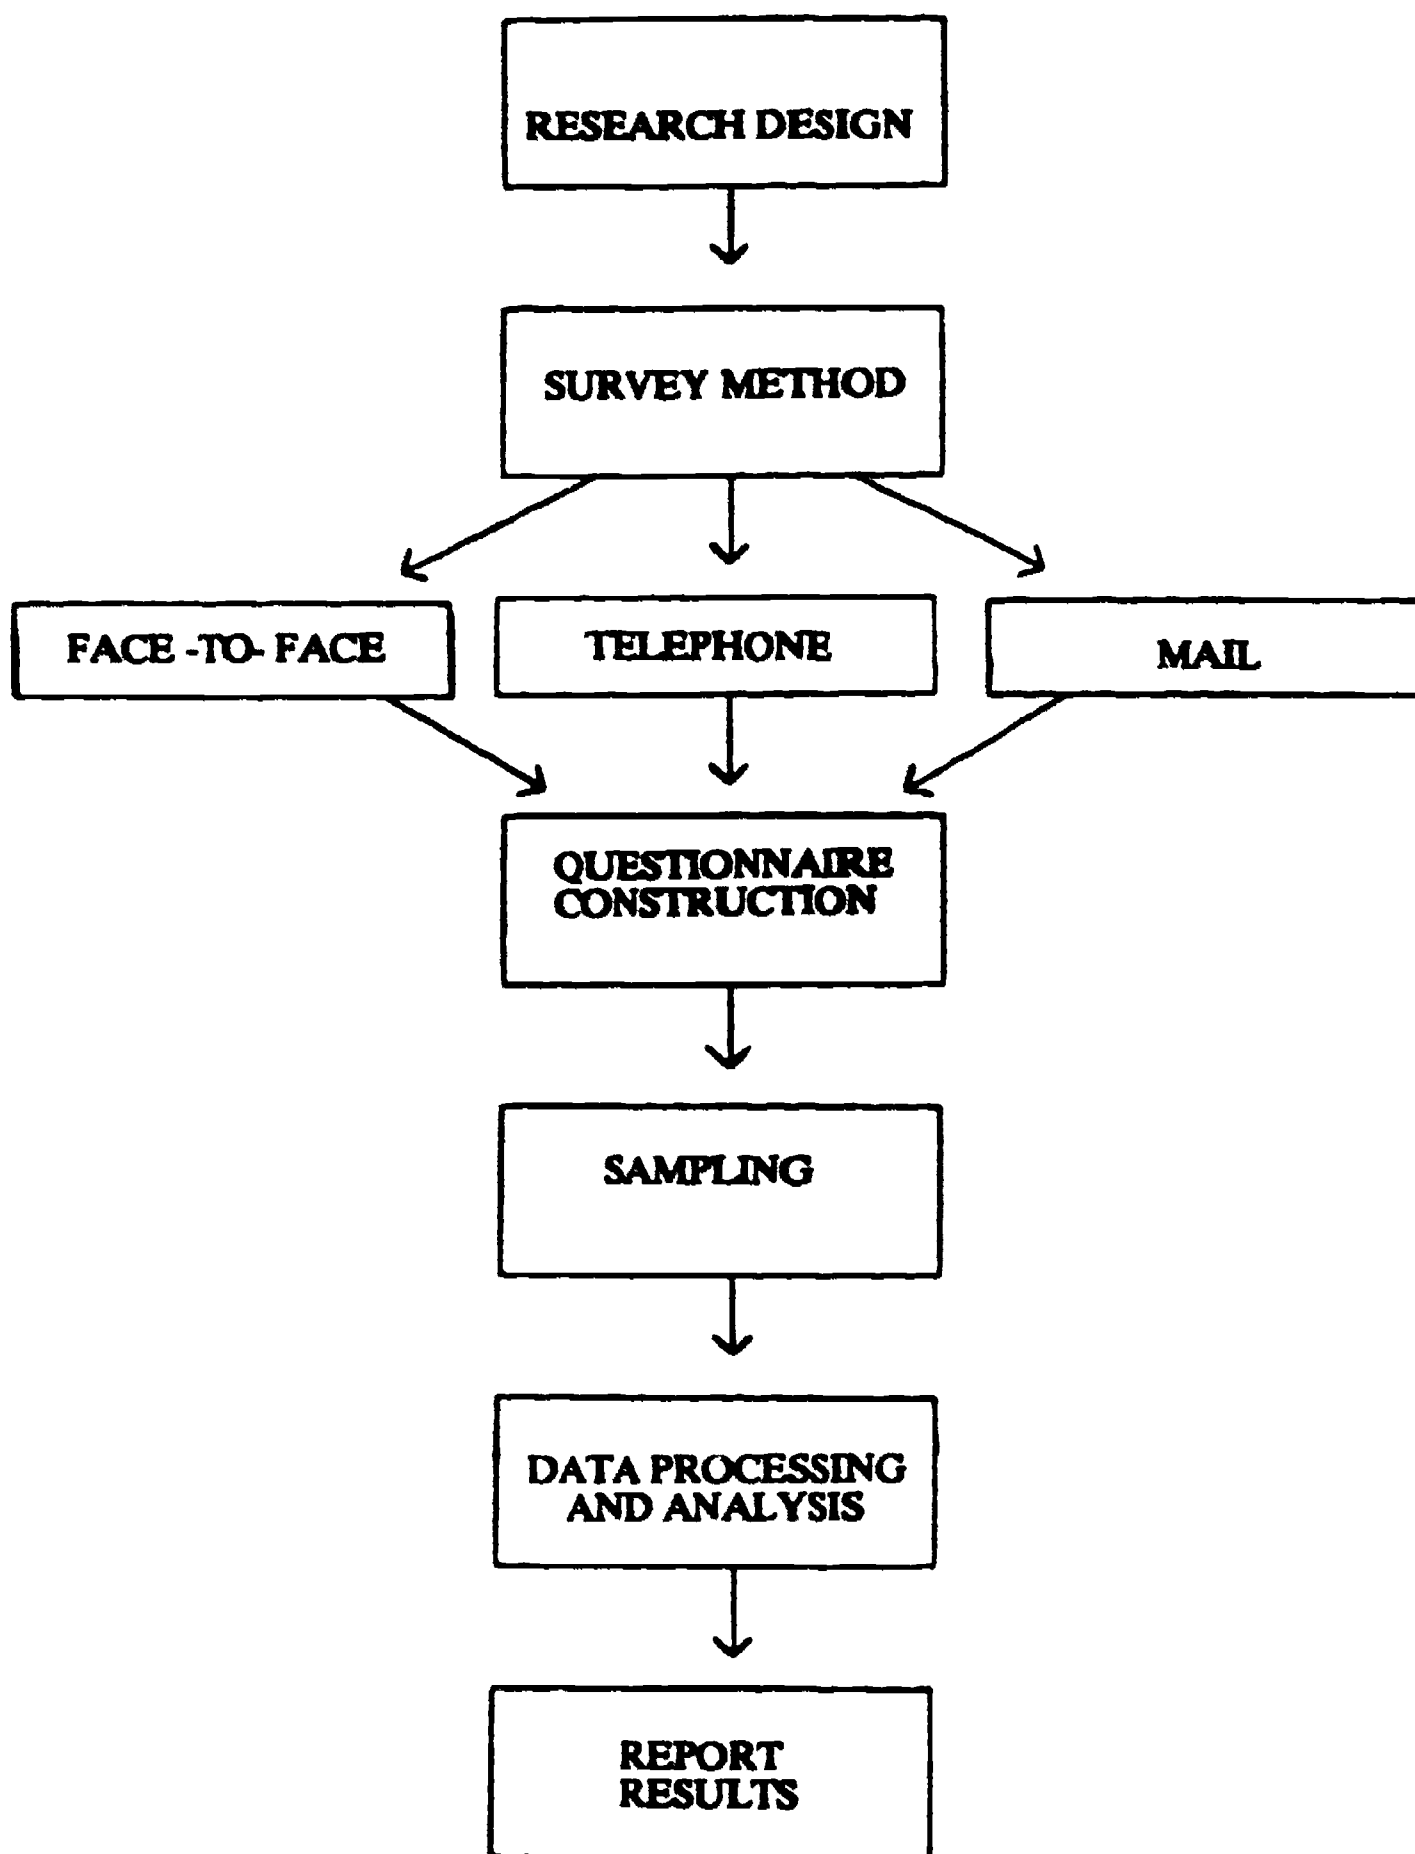 RESEARCH DESIGN
SURVEY METHOD
FACE -TO- FACE
TELEPHONE
MAIL
QUESTIONNAIRE
CONSTRUCTION
SAMPLING
DATA PROCESSING
AND ANALYSIS
REPORT
RESULTS